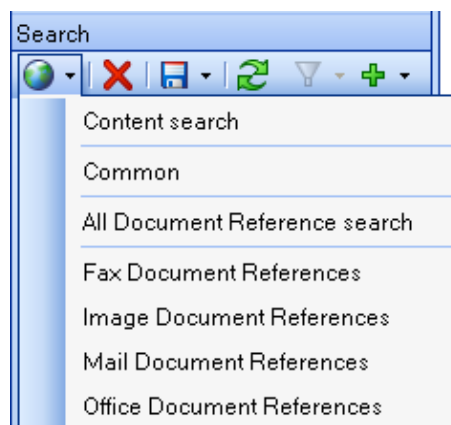 Search
Content search
Common
All Document Reference search
Fax Document References
Image Document References
Mail Document References
Office Document References